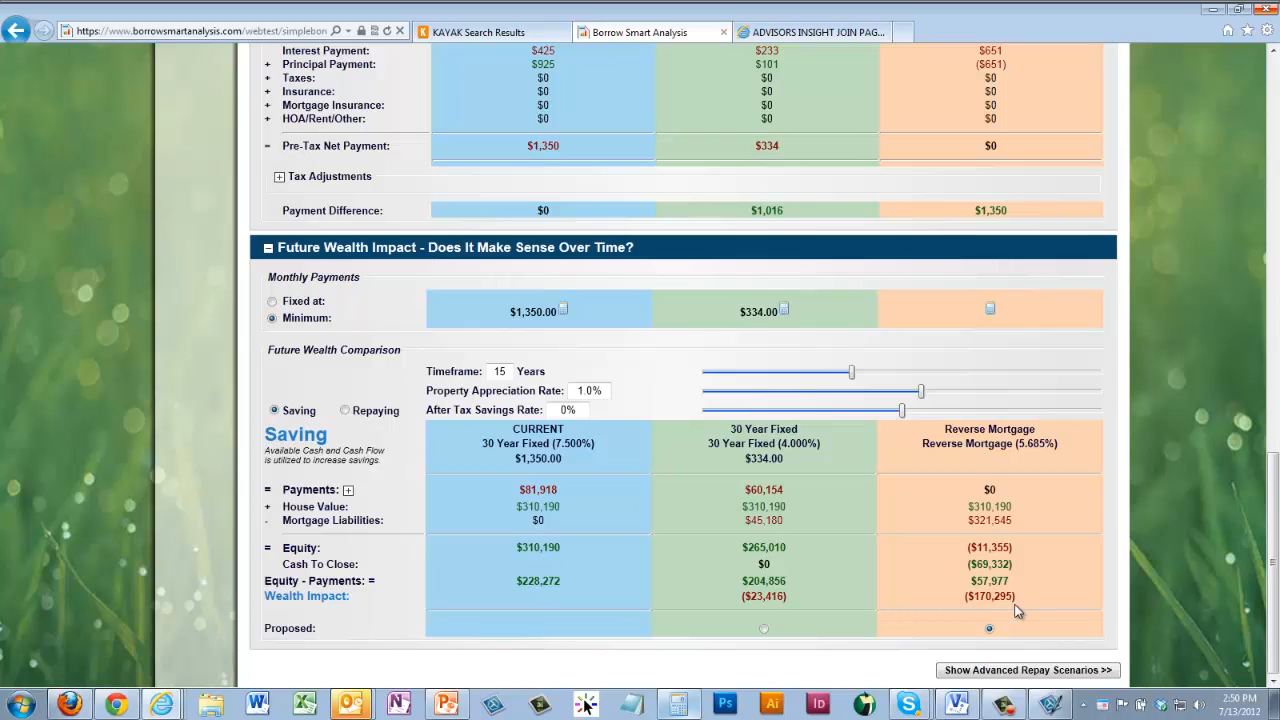 https://www.borrowsmartanalysis.com/webtest/simplebon
KAYAK Search Results
Borrow Smart Analysis
ADVISORS INSIGHT JOIN PAG...
Interest Payment: $425 $233 $651
+ Principal Payment: $925 $101 ($651)
+ Taxes: $0 $0 $0
+ Insurance: $0 $0 $0
+ Mortgage Insurance: $0 $0 $0
+ HOA/Rent/Other: $0 $0 $0
= Pre-Tax Net Payment: $1,350 $334 $0
Tax Adjustments
Payment Difference: $0 $1,016 $1,350
Future Wealth Impact - Does It Make Sense Over Time?
Monthly Payments
Fixed at:
Minimum: $1,350.00 $334.00
Future Wealth Comparison
Timeframe: 15 Years
Property Appreciation Rate: 1.0%
Saving Repaying After Tax Savings Rate: 0%
Saving
Available Cash and Cash Flow
is utilized to increase savings.
CURRENT 30 Year Fixed Reverse Mortgage
30 Year Fixed (7.500%) 30 Year Fixed (4.000%) Reverse Mortgage (5.685%)
$1,350.00 $334.00
= Payments: $81,918 $60,154 $0
+ House Value: $310,190 $310,190 $310,190
- Mortgage Liabilities: $0 $45,180 $321,545
= Equity: $310,190 $265,010 ($11,355)
Cash To Close: $0 ($69,332)
Equity - Payments: = $228,272 $204,856 $57,977
Wealth Impact: ($23,416) ($170,295)
Proposed:
Show Advanced Repay Scenarios >>
2:50 PM
7/13/2012